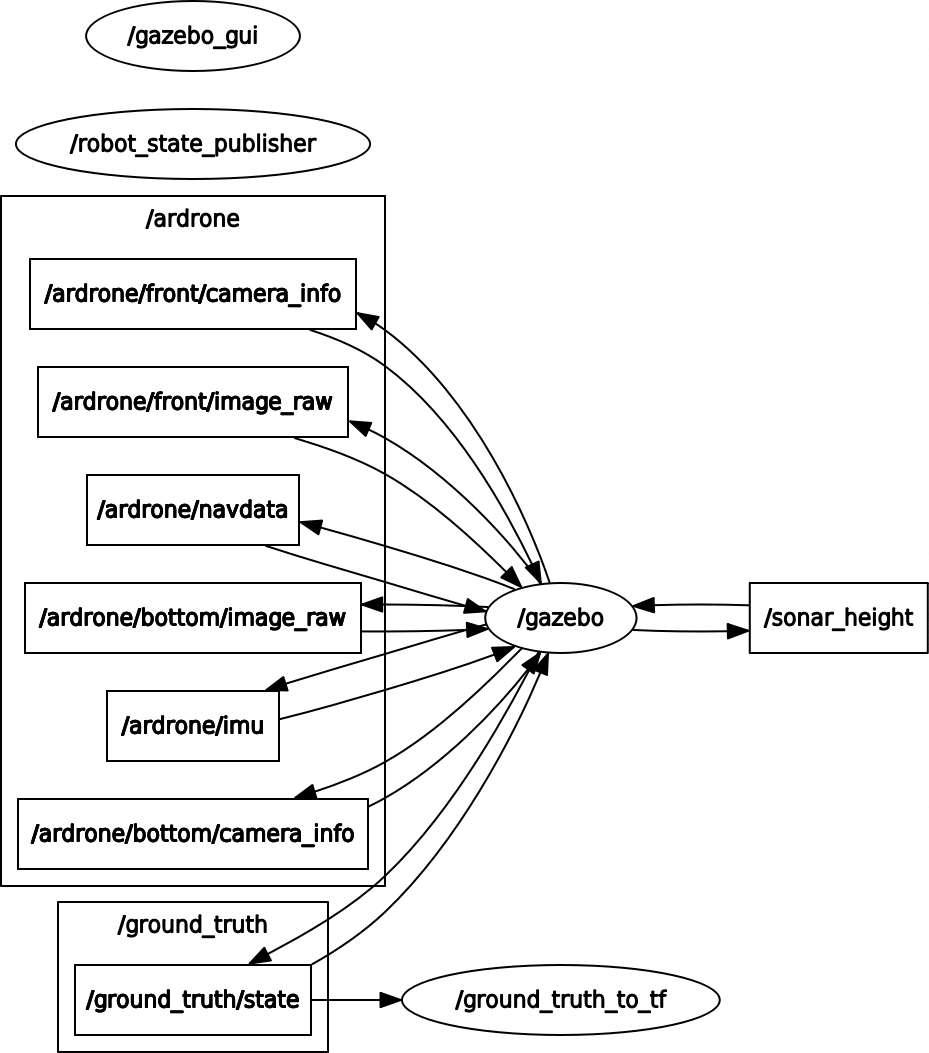 /gazebo_gui
/robot_state_publisher
/ardrone
/ardrone/front/camera_info
/ardrone/front/image_raw
/ardrone/navdata
/ardrone/bottom/image_raw
/gazebo
/sonar_height
/ardrone/imu
/ardrone/bottom/camera_info
/ground_truth
/ground_truth/state
/ground_truth_to_tf